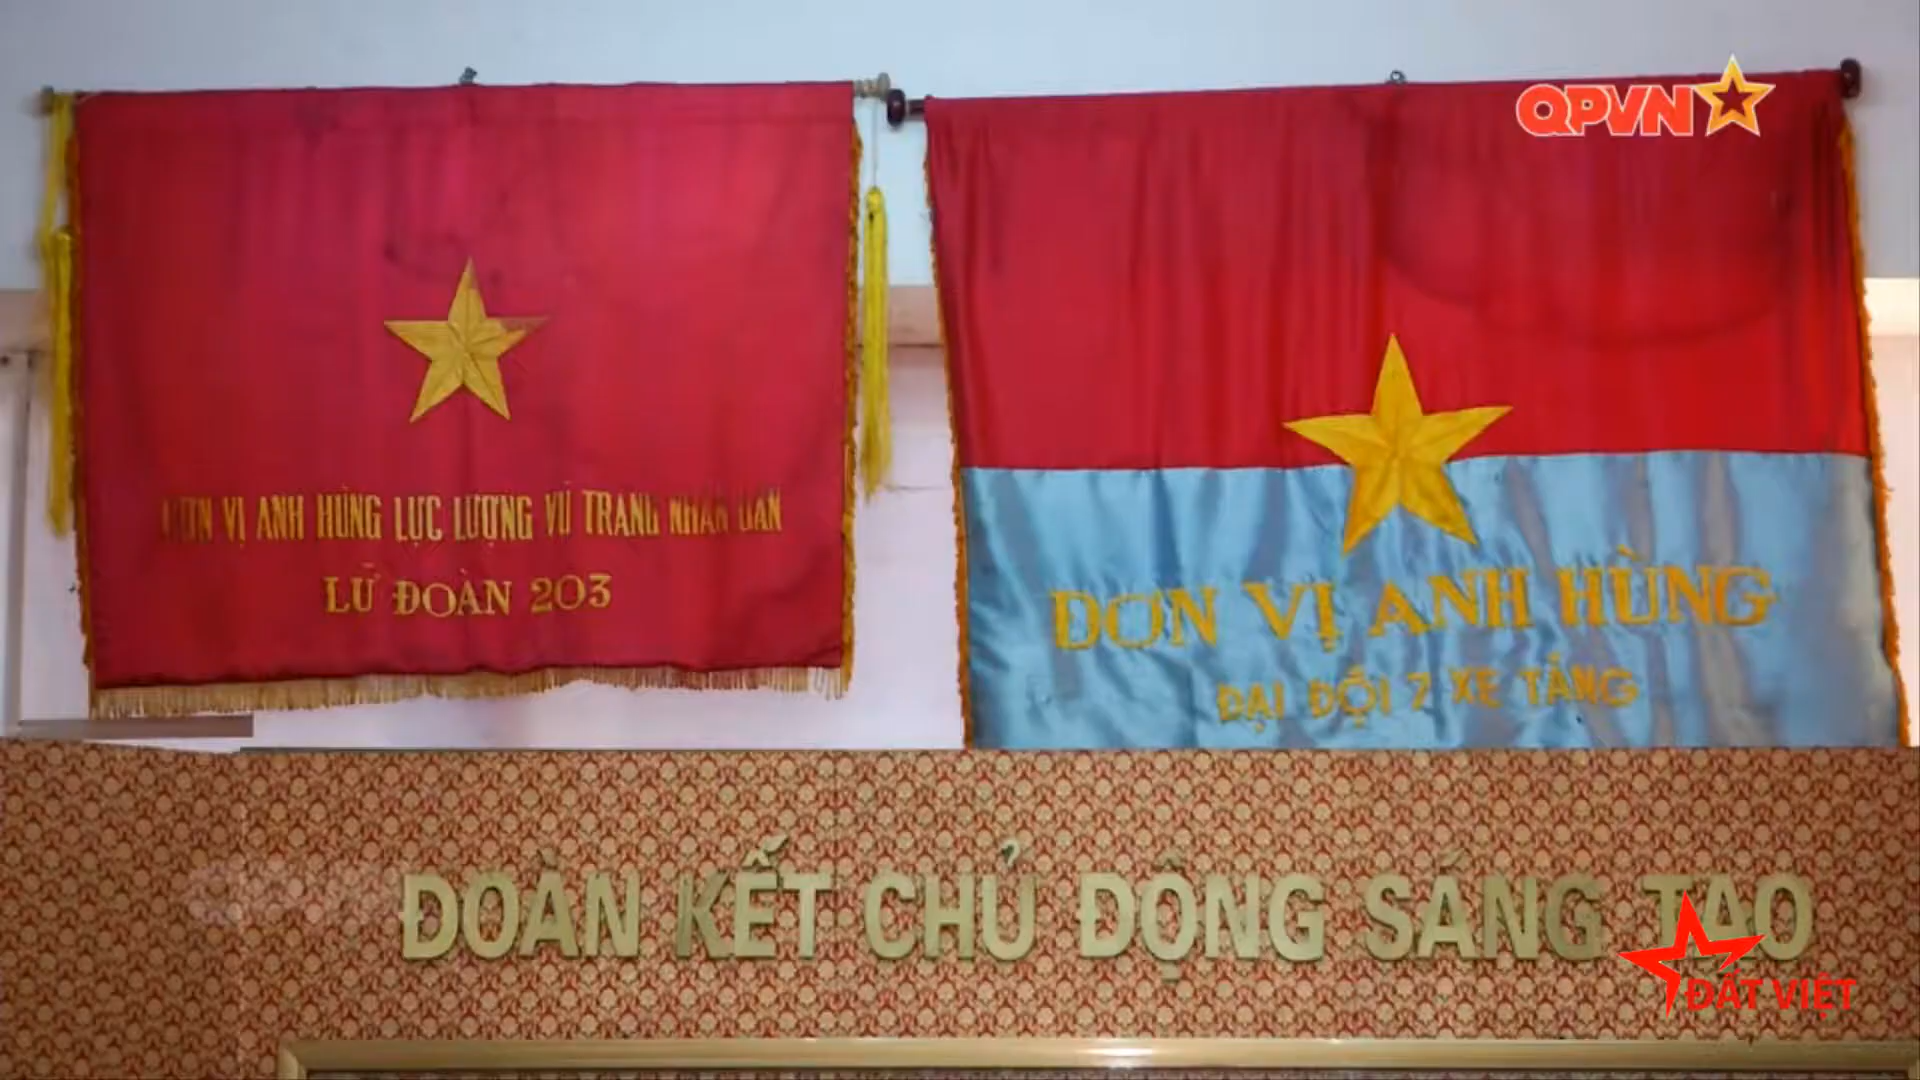 QPVN
ĐƠN VỊ ANH HÙNG LỰC LƯỢNG VŨ TRANG NHÂN DÂN
LỮ ĐOÀN 203
ĐƠN VỊ ANH HÙNG
ĐẠI ĐỘI 7 XE TĂNG
ĐOÀN KẾT CHỦ ĐỘNG SÁNG TẠO
ĐẤT VIỆT